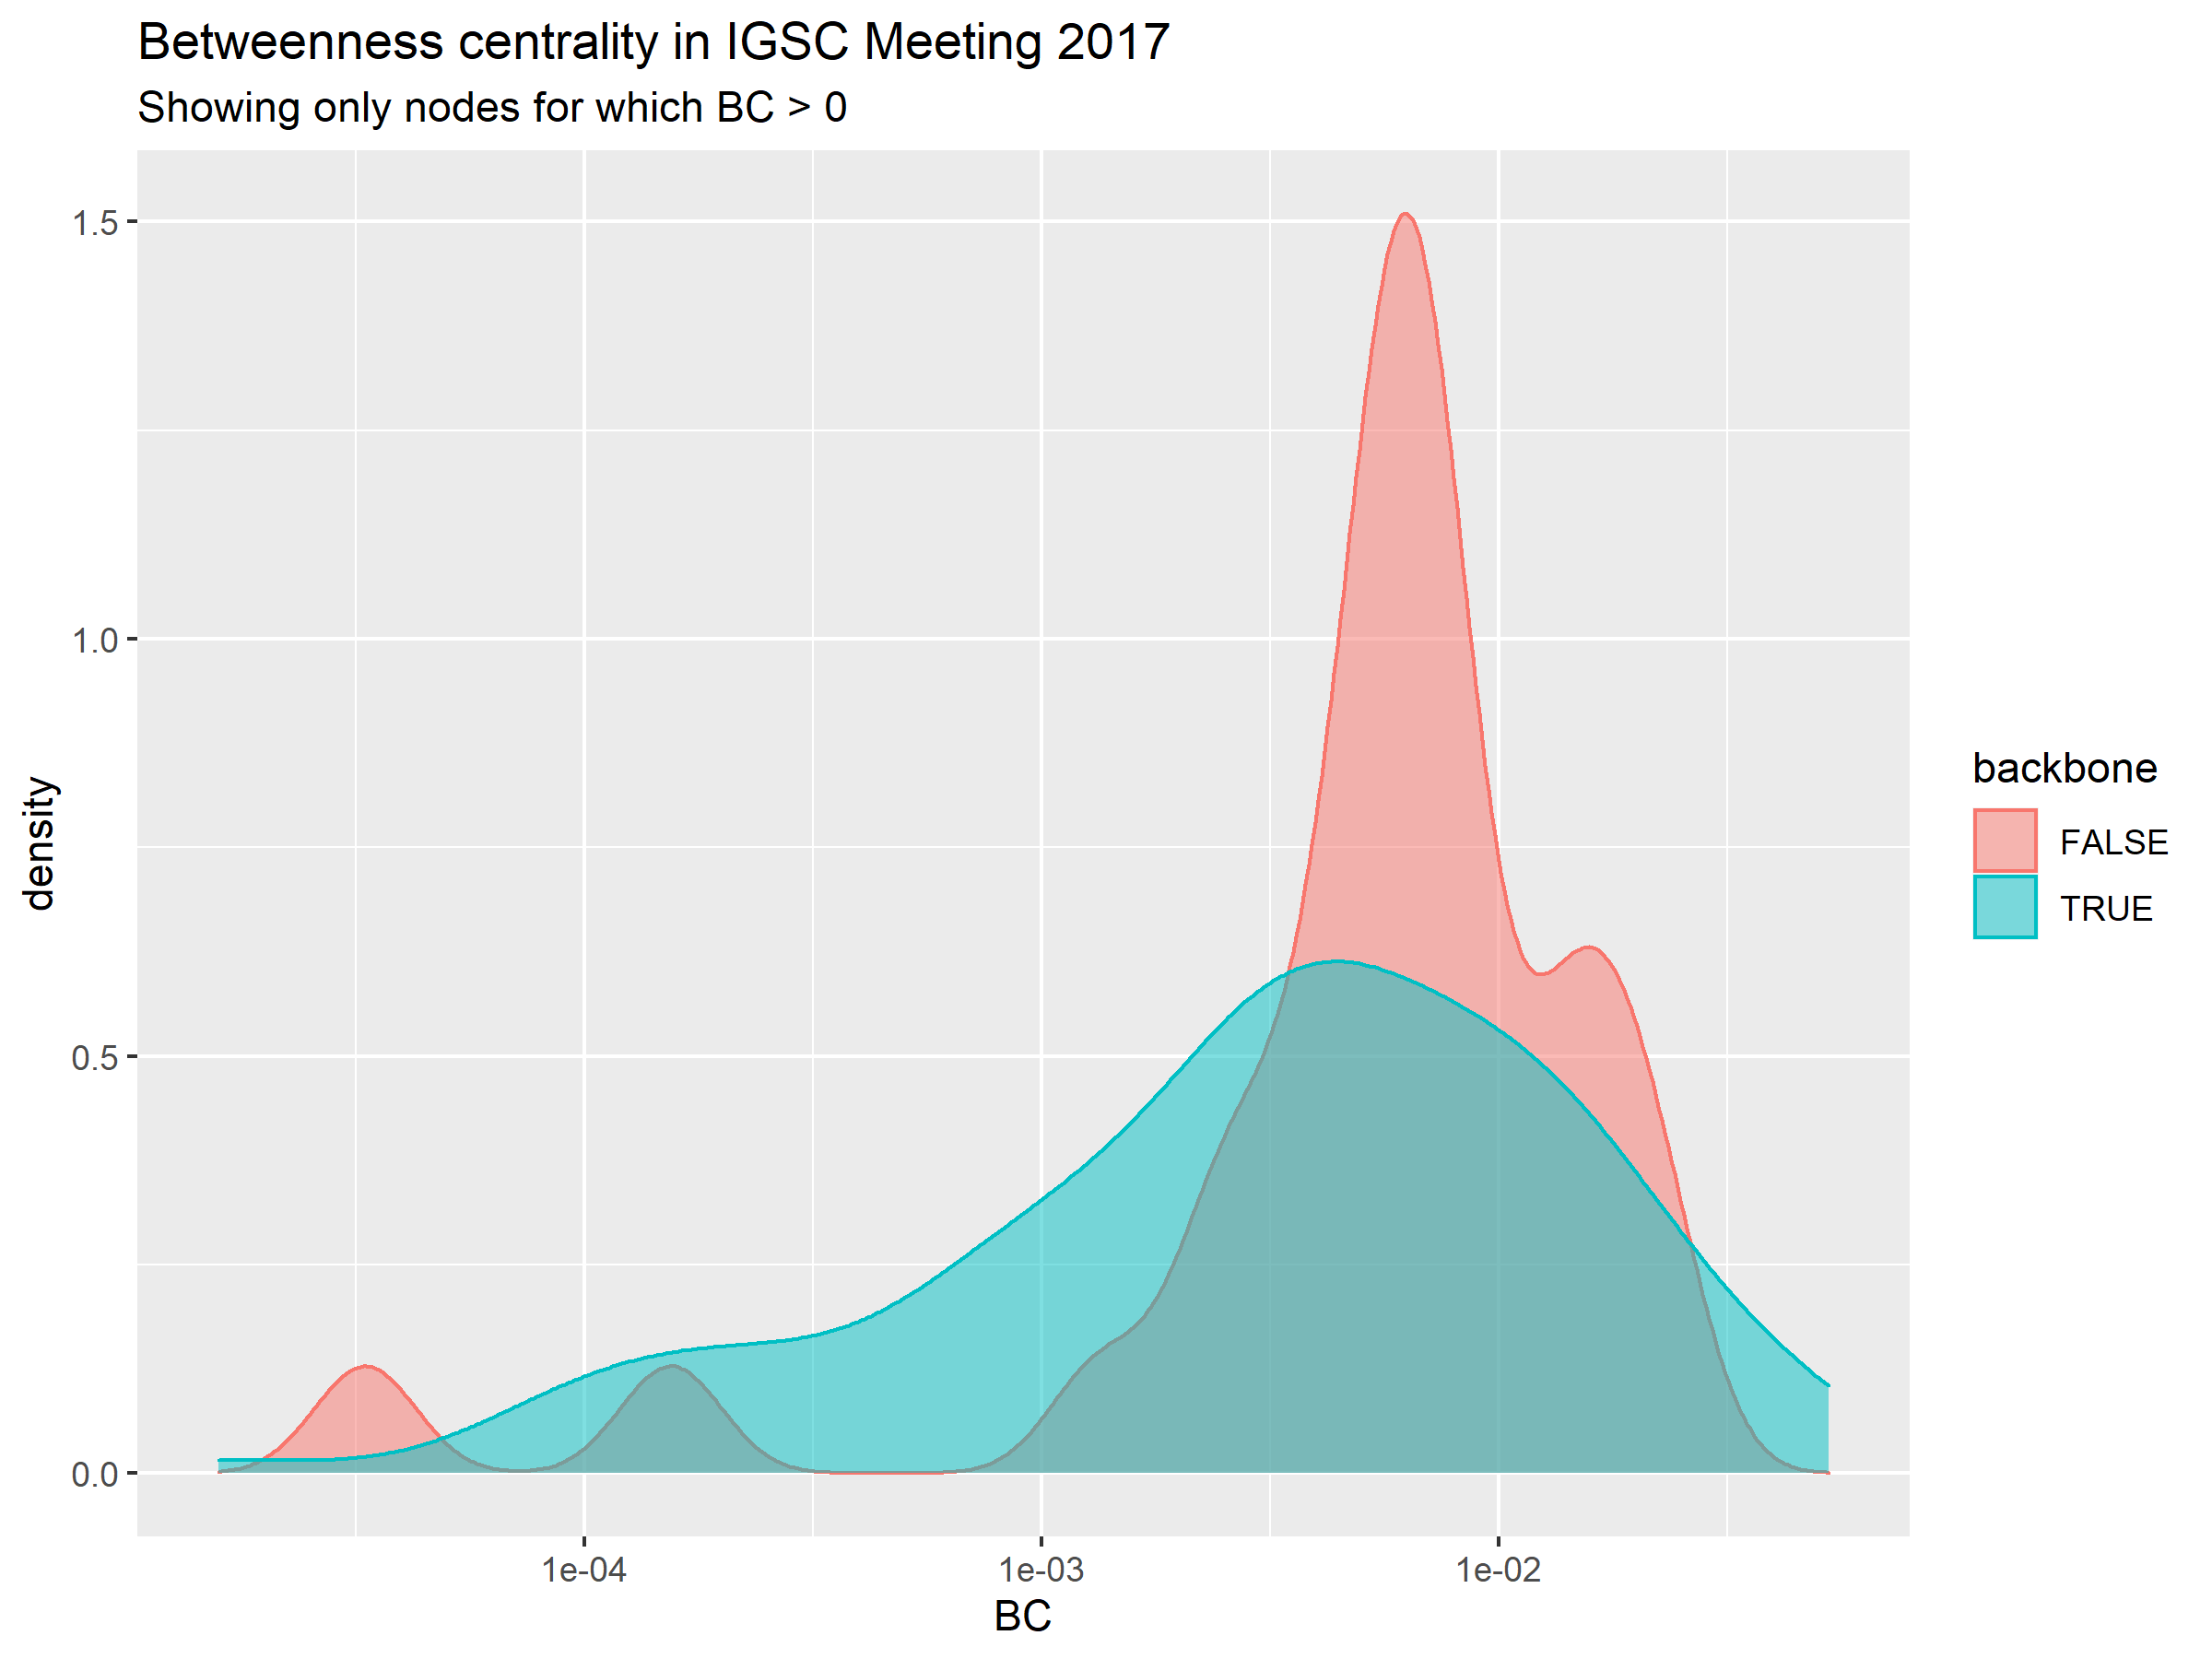 Betweenness centrality in IGSC Meeting 2017
Showing only nodes for which BC > 0
1.5
1.0
0.5
0.0
density
1e-04
1e-03
1e-02
BC
backbone
FALSE
TRUE